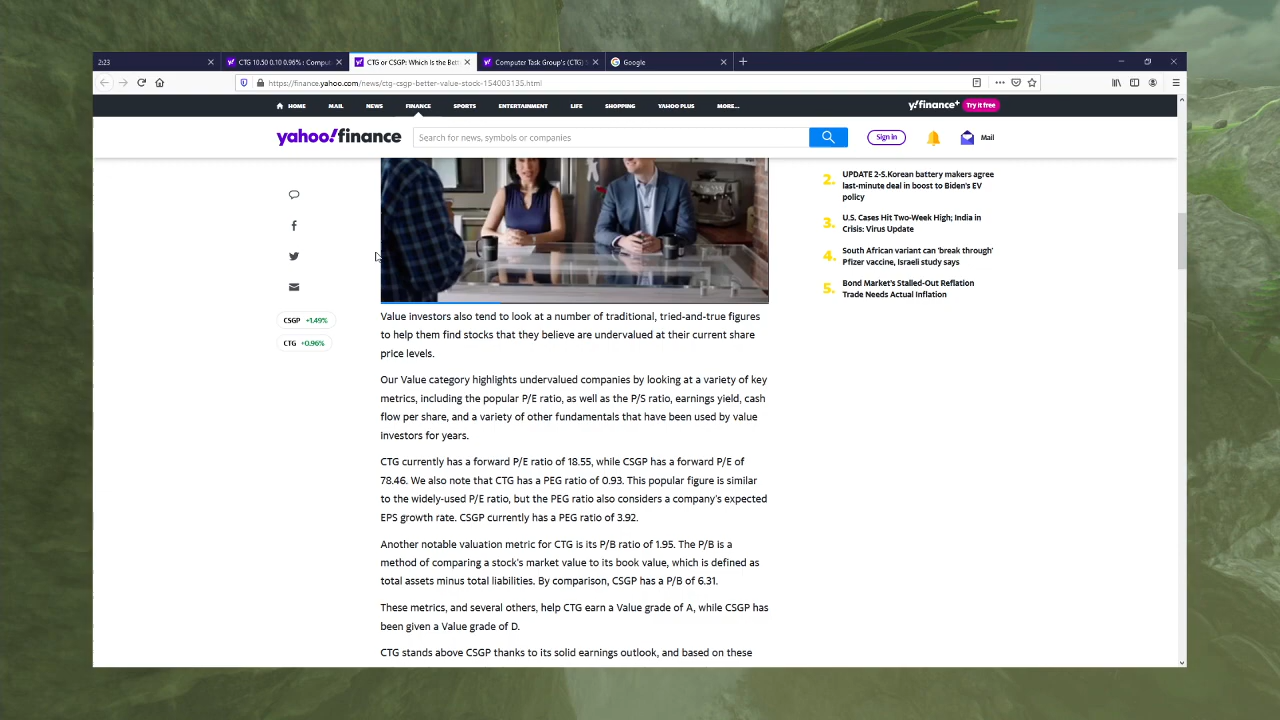 2:23
CTG 10.50 0.10 0.96% : Comput
CTG or CSGP: Which Is the Bett
Computer Task Group's (CTG) S
Google
https://finance.yahoo.com/news/ctg-csgp-better-value-stock-154003135.html
HOME
MAIL
NEWS
FINANCE
SPORTS
ENTERTAINMENT
LIFE
SHOPPING
YAHOO PLUS
MORE...
y!finance+
Try it free
yahoo!finance
Search for news, symbols or companies
Sign in
Mail
CSGP +1.49%
CTG +0.96%
Value investors also tend to look at a number of traditional, tried-and-true figures
to help them find stocks that they believe are undervalued at their current share
price levels.
Our Value category highlights undervalued companies by looking at a variety of key
metrics, including the popular P/E ratio, as well as the P/S ratio, earnings yield, cash
flow per share, and a variety of other fundamentals that have been used by value
investors for years.
CTG currently has a forward P/E ratio of 18.55, while CSGP has a forward P/E of
78.46. We also note that CTG has a PEG ratio of 0.93. This popular figure is similar
to the widely-used P/E ratio, but the PEG ratio also considers a company's expected
EPS growth rate. CSGP currently has a PEG ratio of 3.92.
Another notable valuation metric for CTG is its P/B ratio of 1.95. The P/B is a
method of comparing a stock's market value to its book value, which is defined as
total assets minus total liabilities. By comparison, CSGP has a P/B of 6.31.
These metrics, and several others, help CTG earn a Value grade of A, while CSGP has
been given a Value grade of D.
CTG stands above CSGP thanks to its solid earnings outlook, and based on these
2. UPDATE 2-S.Korean battery makers agree
last-minute deal in boost to Biden's EV
policy
3. U.S. Cases Hit Two-Week High; India in
Crisis: Virus Update
4. South African variant can 'break through'
Pfizer vaccine, Israeli study says
5. Bond Market's Stalled-Out Reflation
Trade Needs Actual Inflation